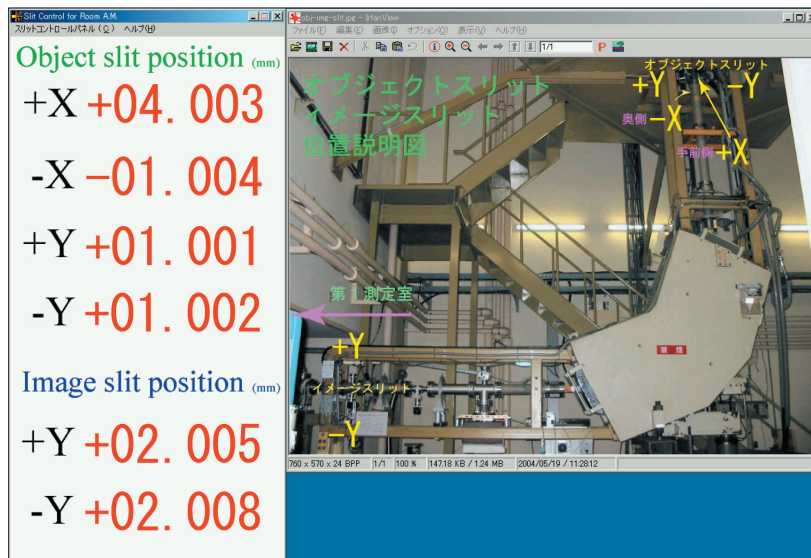 Slit Control for Room A.M.
スリットコントロールパネル(C) ヘルプ(H)
Object slit position (mm)
+X +04.003
-X -01.004
+Y +01.001
-Y +01.002
Image slit position (mm)
+Y +02.005
-Y +02.008
obj-img-slit.jpg - IrfanView
ファイル(F) 編集(E) 画像(I) オプション(O) 表示(V) ヘルプ(H)
1/1
オブジェクトスリット
イメージスリット
位置説明図
オブジェクトスリット
+Y -Y
奥側 -X
手前側 +X
第1測定室
禁煙
+Y
イメージスリット
-Y
760 x 570 x 24 BPP 1/1 100 % 147.18 KB / 1.24 MB 2004/05/19 / 11:28:12